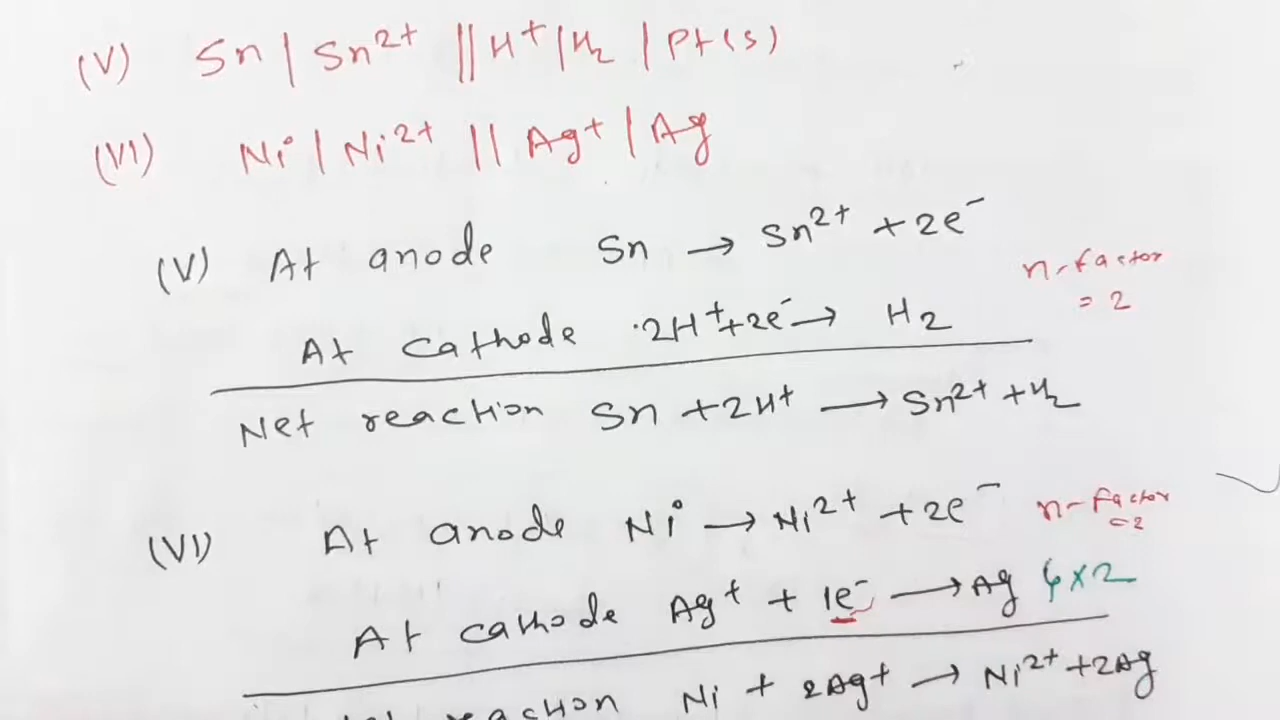 (V) Sn | Sn²⁺ || H⁺ | H₂ | Pt(s)
(VI) Ni | Ni²⁺ || Ag⁺ | Ag
(V) At anode Sn → Sn²⁺ + 2e⁻
n-factor
= 2
At cathode 2H⁺ + 2e⁻ → H₂
Net reaction Sn + 2H⁺ → Sn²⁺ + H₂
(VI) At anode Ni → Ni²⁺ + 2e⁻
n-factor
=2
At cathode Ag⁺ + 1e⁻ → Ag } × 2
reaction Ni + 2Ag⁺ → Ni²⁺ + 2Ag